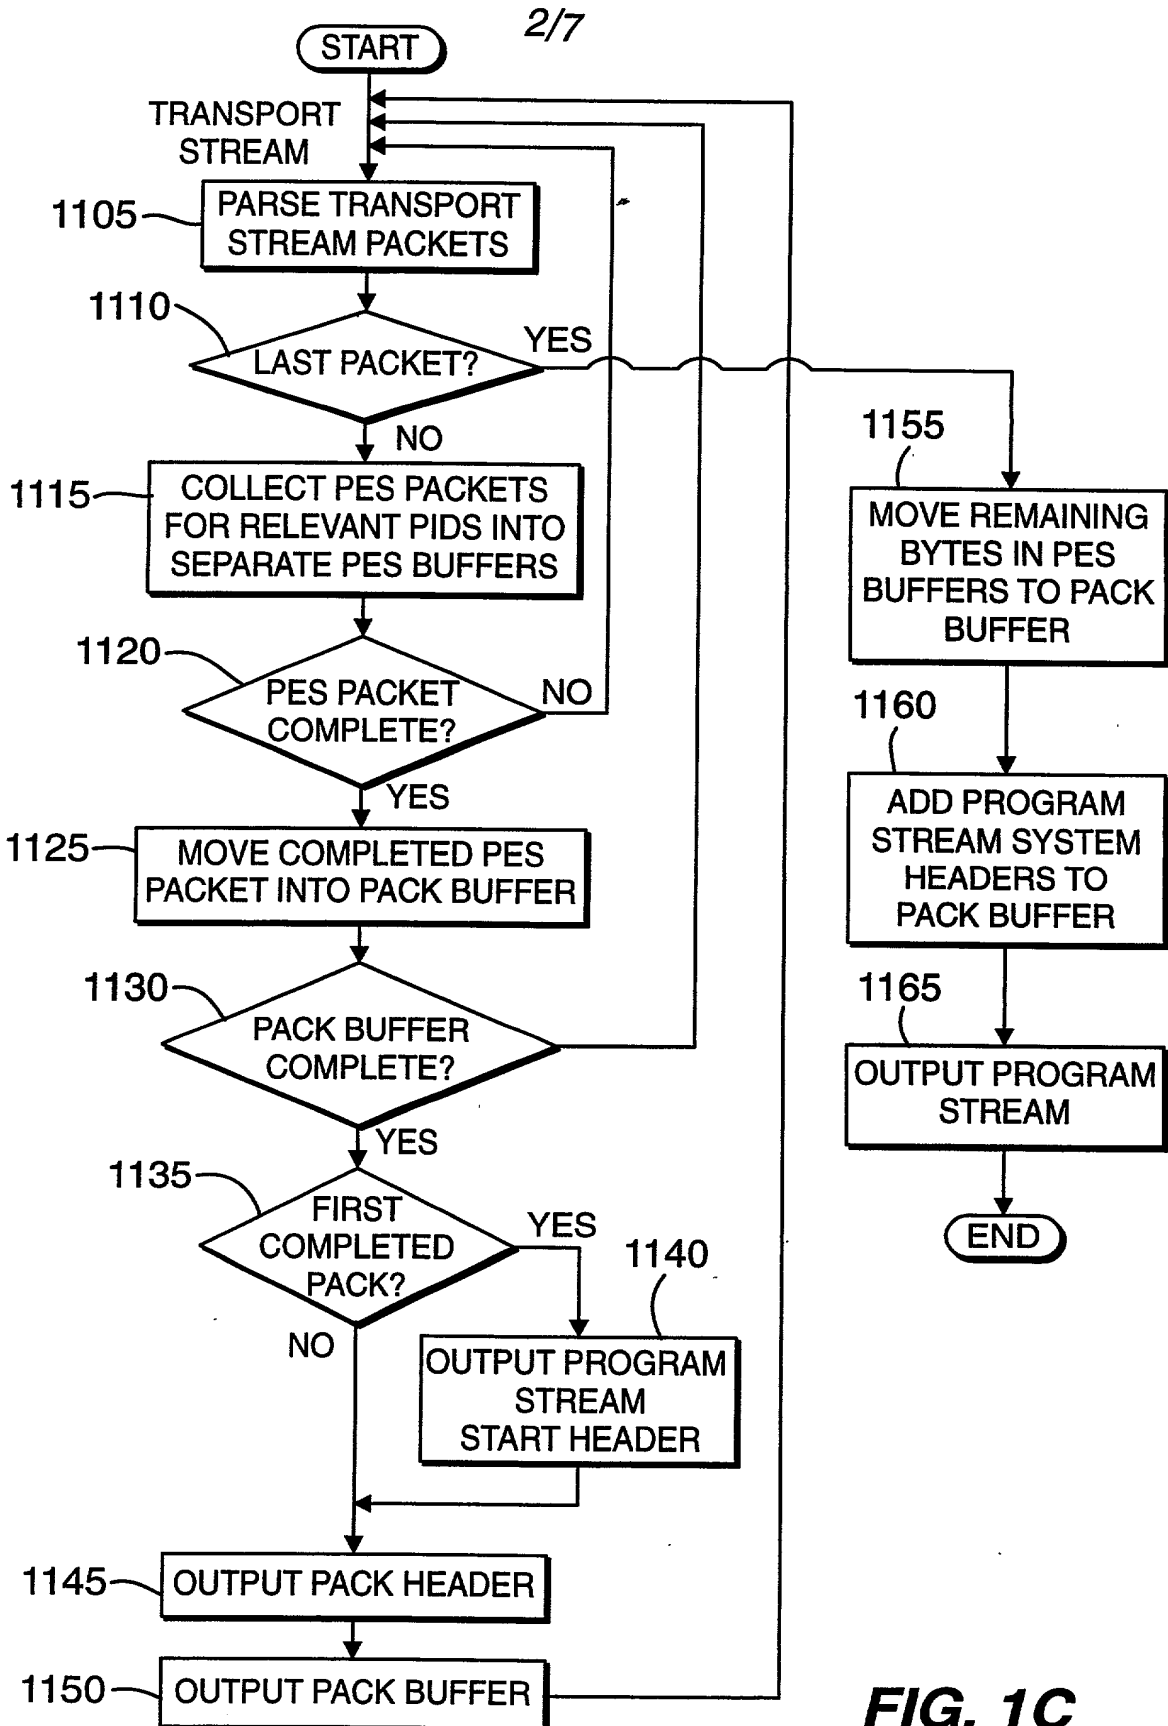 2/7
START
TRANSPORT
STREAM
1105
PARSE TRANSPORT
STREAM PACKETS
1110
LAST PACKET?
YES
NO
1115
COLLECT PES PACKETS
FOR RELEVANT PIDS INTO
SEPARATE PES BUFFERS
1120
PES PACKET
COMPLETE?
NO
YES
1125
MOVE COMPLETED PES
PACKET INTO PACK BUFFER
1130
PACK BUFFER
COMPLETE?
YES
1135
FIRST
COMPLETED
PACK?
YES
NO
1140
OUTPUT PROGRAM
STREAM
START HEADER
1145
OUTPUT PACK HEADER
1150
OUTPUT PACK BUFFER
1155
MOVE REMAINING
BYTES IN PES
BUFFERS TO PACK
BUFFER
1160
ADD PROGRAM
STREAM SYSTEM
HEADERS TO
PACK BUFFER
1165
OUTPUT PROGRAM
STREAM
END
FIG. 1C